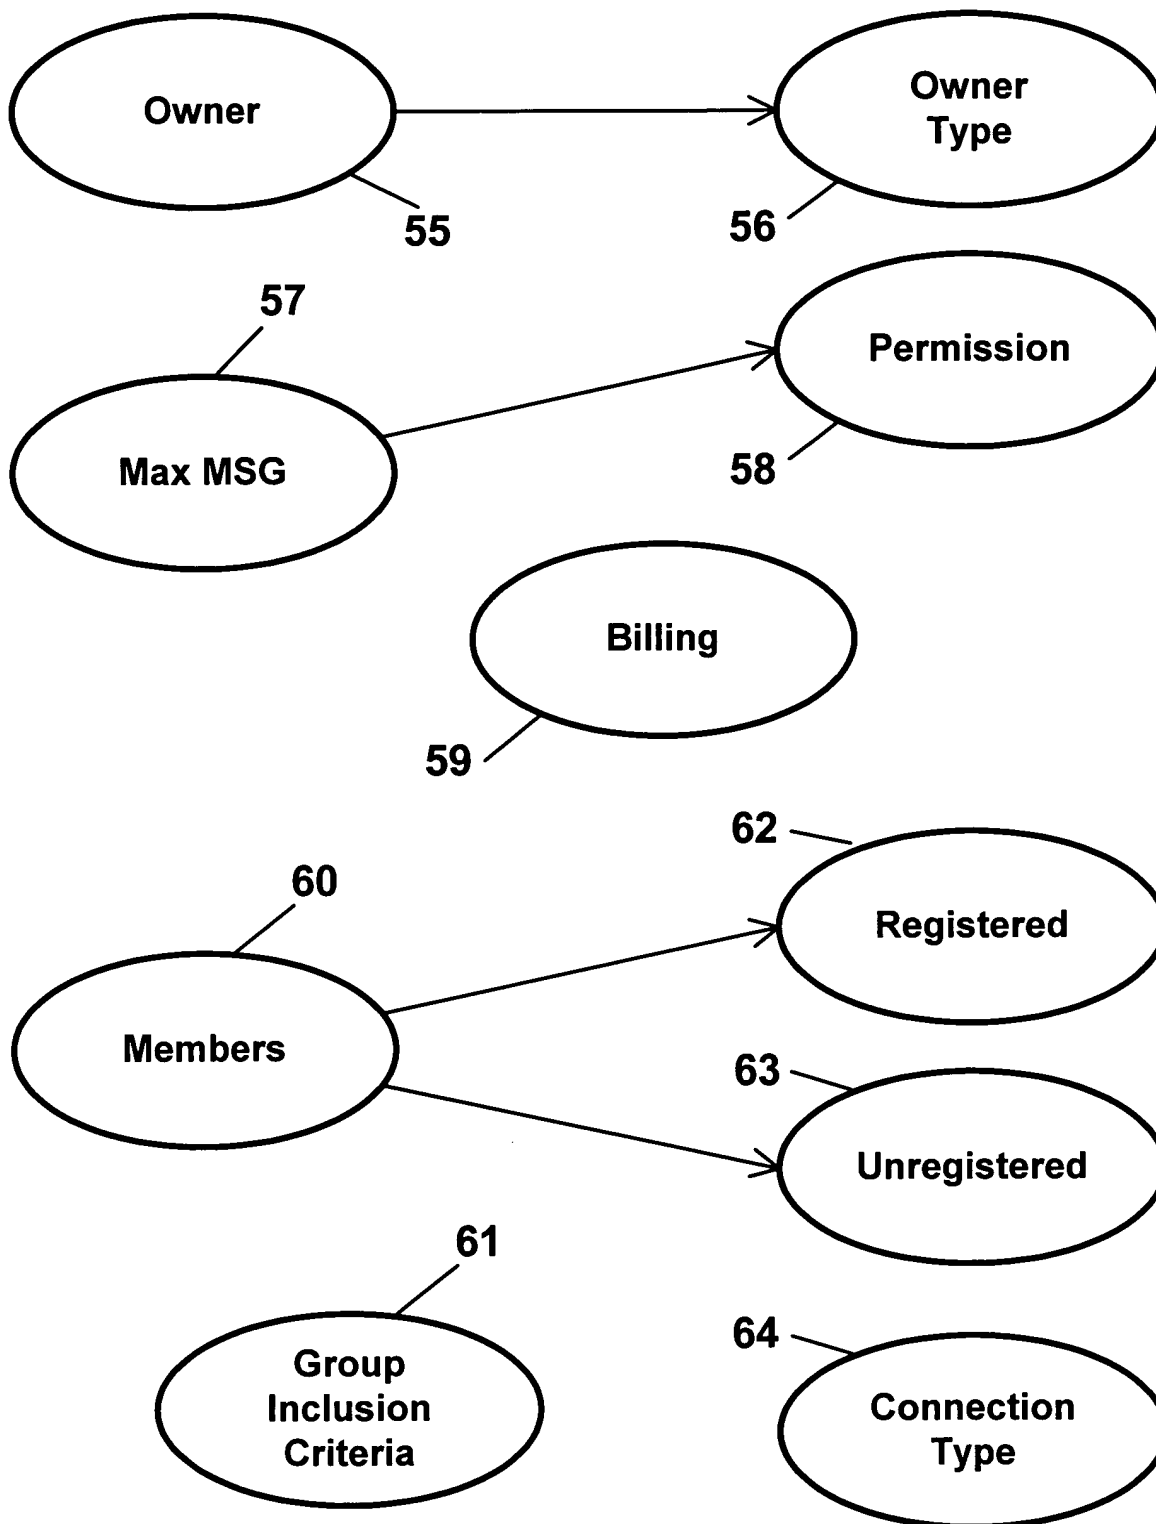 Owner
Owner
Type
55
56
57
Permission
Max MSG
58
Billing
59
62
60
Registered
Members
63
Unregistered
61
64
Group
Inclusion
Criteria
Connection
Type